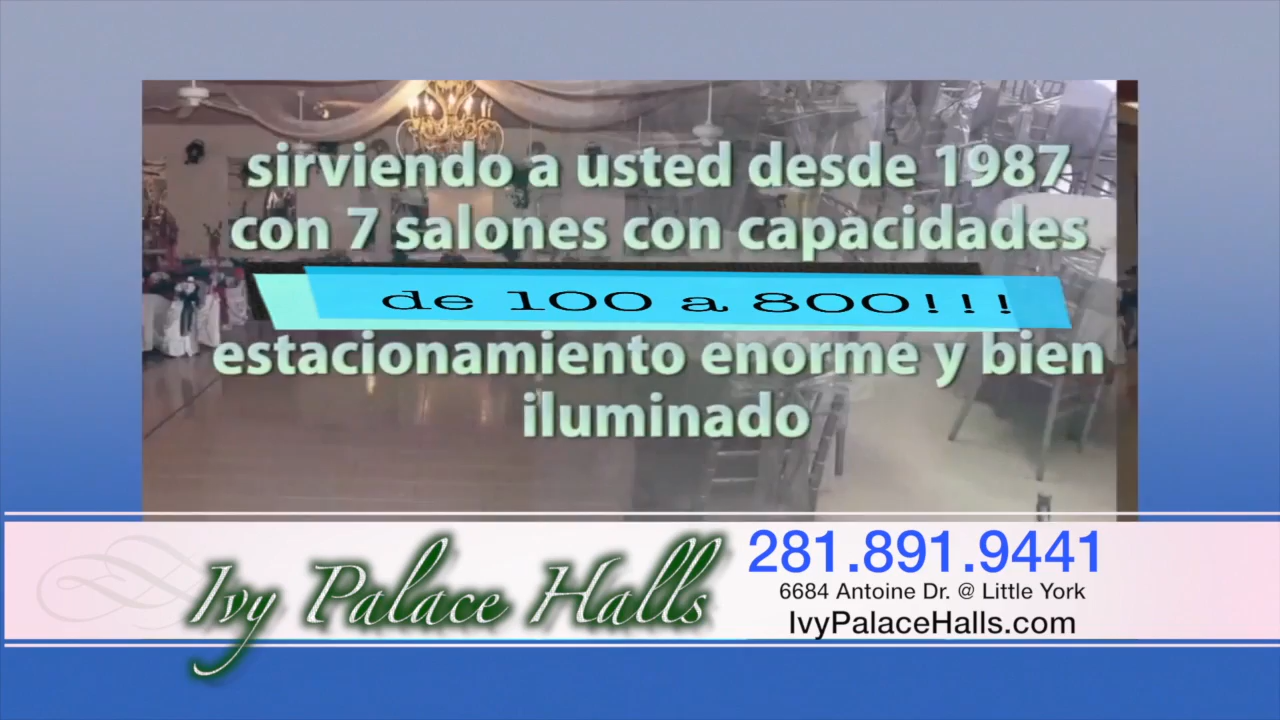 sirviendo a usted desde 1987
con 7 salones con capacidades
de 100 a 800!!!
estacionamiento enorme y bien
iluminado
Ivy Palace Halls
281.891.9441
6684 Antoine Dr. @ Little York
IvyPalaceHalls.com